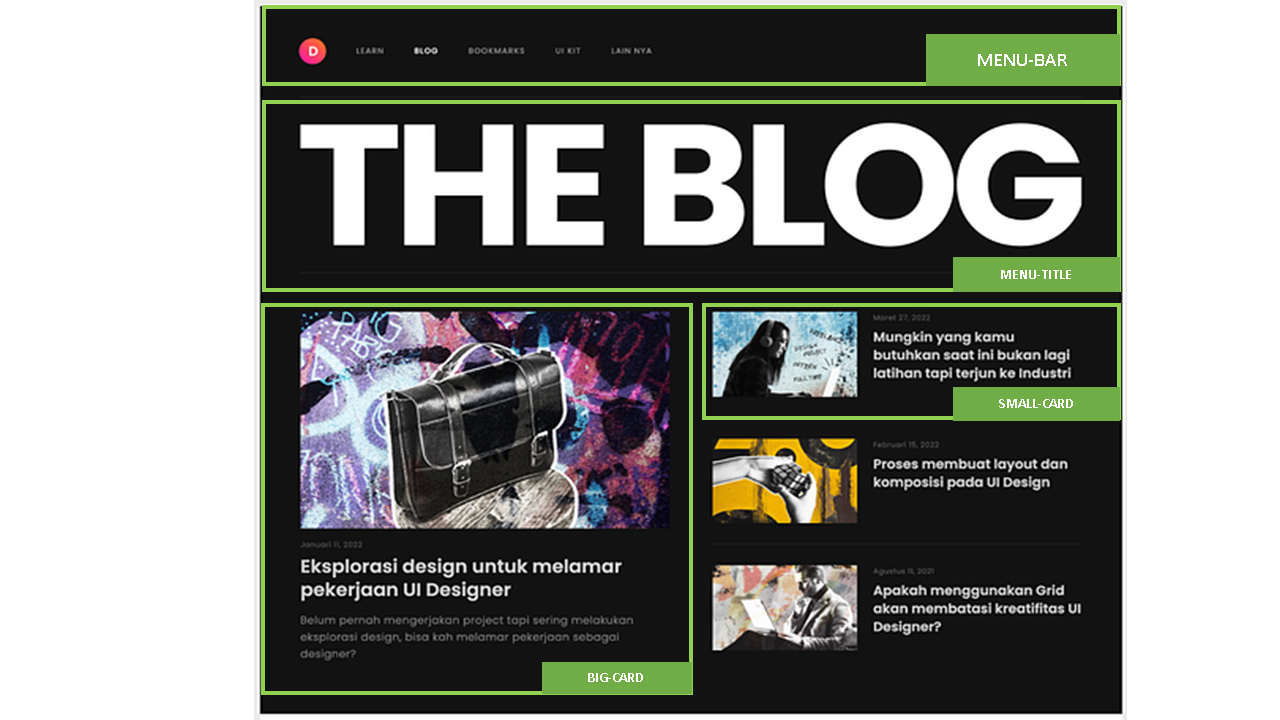 D LEARN BLOG BOOKMARKS UI KIT LAIN NYA
MENU-BAR
THE BLOG
MENU-TITLE
Januari 11, 2022
Eksplorasi design untuk melamar
pekerjaan UI Designer
Belum pernah mengerjakan project tapi sering melakukan
eksplorasi design, bisa kah melamar pekerjaan sebagai
designer?
BIG-CARD
Maret 27, 2022
Mungkin yang kamu
butuhkan saat ini bukan lagi
latihan tapi terjun ke Industri
SMALL-CARD
Februari 15, 2022
Proses membuat layout dan
komposisi pada UI Design
Agustus 11, 2021
Apakah menggunakan Grid
akan membatasi kreatifitas UI
Designer?